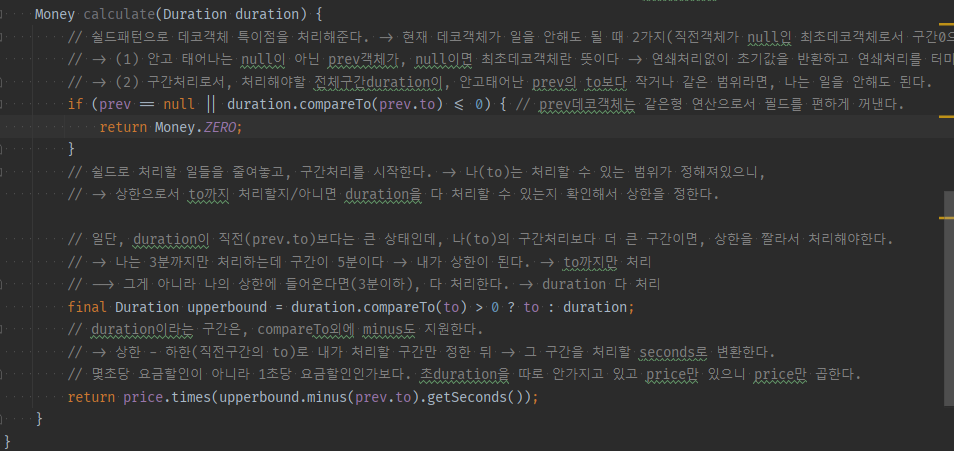 Money calculate(Duration duration) {
// 쉴드패턴으로 데코객체 특이점을 처리해준다. -> 현재 데코객체가 일을 안해도 될 때 2가지(직전객체가 null인 최초데코객체로서 구간0으
// -> (1) 안고 태어나는 null이 아닌 prev객체가, null이면 최초데코객체란 뜻이다 -> 연쇄처리없이 초기값을 반환하고 연쇄처리를 터미
// -> (2) 구간처리로서, 처리해야할 전체구간duration이, 안고태어난 prev의 to보다 작거나 같은 범위라면, 나는 일을 안해도 된다.
if (prev == null || duration.compareTo(prev.to) <= 0) { // prev데코객체는 같은형 연산으로서 필드를 편하게 꺼낸다.
return Money.ZERO;
}
// 쉴드로 처리할 일들을 줄여놓고, 구간처리를 시작한다. -> 나(to)는 처리할 수 있는 범위가 정해져있으니,
// -> 상한으로서 to까지 처리할지/아니면 duration을 다 처리할 수 있는지 확인해서 상한을 정한다.
// 일단, duration이 직전(prev.to)보다는 큰 상태인데, 나(to)의 구간처리보다 더 큰 구간이면, 상한을 짤라서 처리해야한다.
// -> 나는 3분까지만 처리하는데 구간이 5분이다 -> 내가 상한이 된다. -> to까지만 처리
// --> 그게 아니라 나의 상한에 들어온다면(3분이하), 다 처리한다. -> duration 다 처리
final Duration upperbound = duration.compareTo(to) > 0 ? to : duration;
// duration이라는 구간은, compareTo외에 minus도 지원한다.
// -> 상한 - 하한(직전구간의 to)로 내가 처리할 구간만 정한 뒤 -> 그 구간을 처리할 seconds로 변환한다.
// 몇초당 요금할인이 아니라 1초당 요금할인인가보다. 초duration을 따로 안가지고 있고 price만 있으니 price만 곱한다.
return price.times(upperbound.minus(prev.to).getSeconds());
}
}